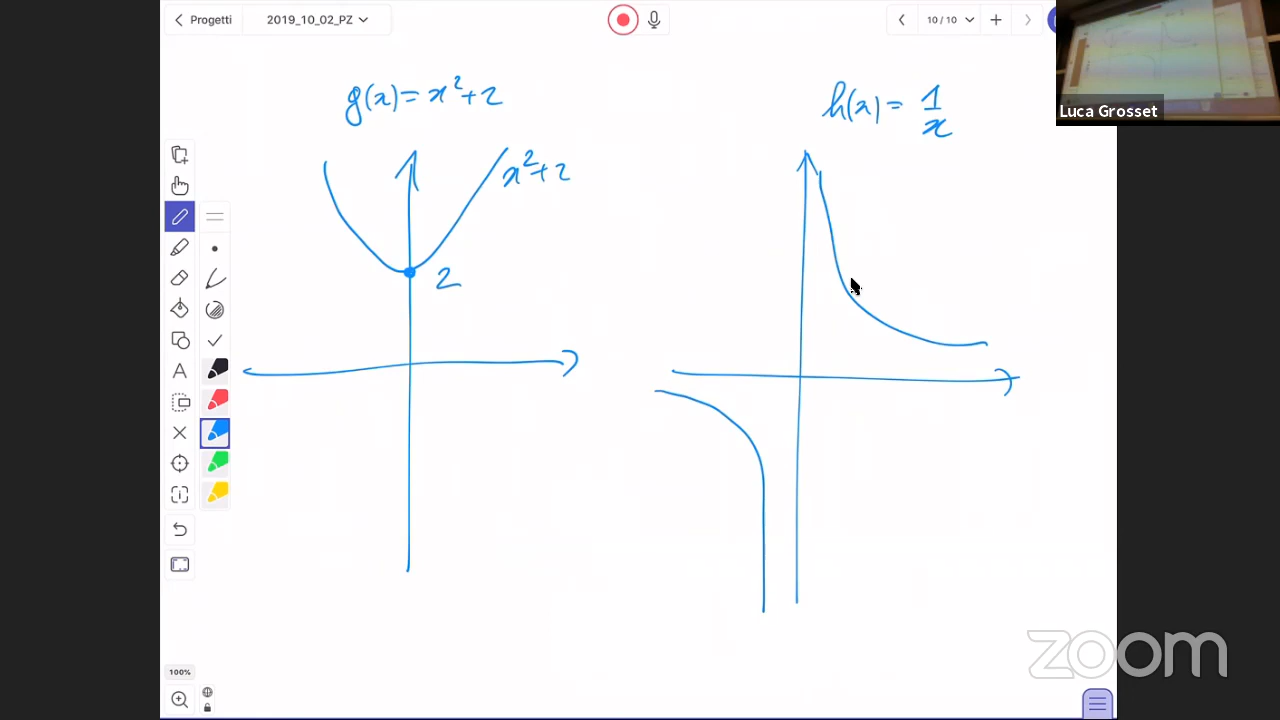 Progetti
2019_10_02_PZ
10/10
Luca Grosset
g(x)=x²+2
h(x)=1/x
x²+2
2
A
100%
zoom